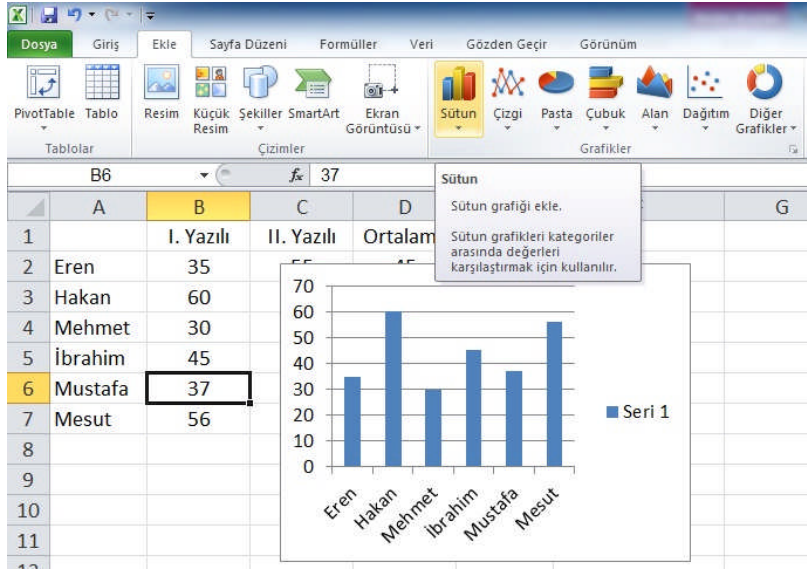 Dosya Giriş Ekle Sayfa Düzeni Formüller Veri Gözden Geçir Görünüm
PivotTable Tablo Resim Küçük Resim Şekiller SmartArt Ekran Görüntüsü Sütun Çizgi Pasta Çubuk Alan Dağıtım Diğer Grafikler
Tablolar Çizimler Grafikler
B6 fx 37
Sütun
Sütun grafiği ekle.
Sütun grafikleri kategoriler
arasında değerleri
karşılaştırmak için kullanılır.
A B C D G
1 I. Yazılı II. Yazılı Ortalam
2 Eren 35
3 Hakan 60
4 Mehmet 30
5 İbrahim 45
6 Mustafa 37
7 Mesut 56
8
9
10
11
70
60
50
40
30
20
10
0
Eren Hakan Mehmet İbrahim Mustafa Mesut
Seri 1